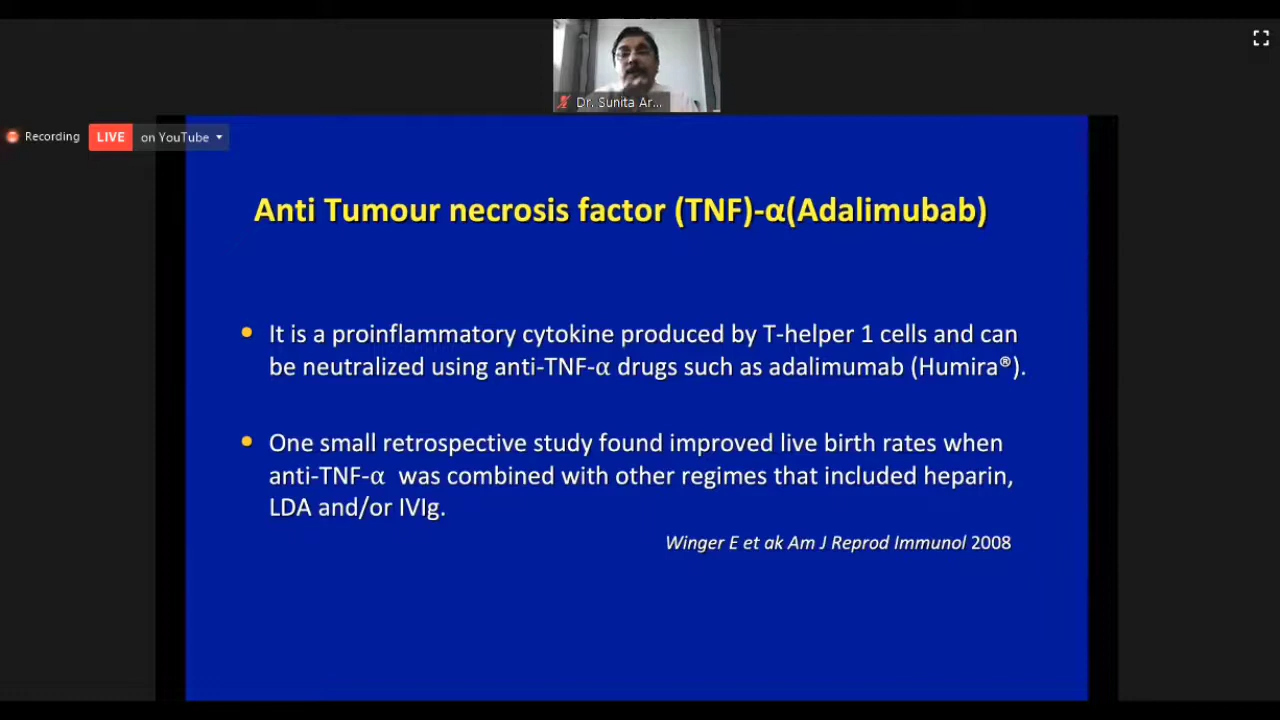 Dr. Sunita Ar...
Recording
LIVE
on YouTube
Anti Tumour necrosis factor (TNF)-α(Adalimubab)
It is a proinflammatory cytokine produced by T-helper 1 cells and can
be neutralized using anti-TNF-α drugs such as adalimumab (Humira®).
One small retrospective study found improved live birth rates when
anti-TNF-α was combined with other regimes that included heparin,
LDA and/or IVIg.
Winger E et ak Am J Reprod Immunol 2008